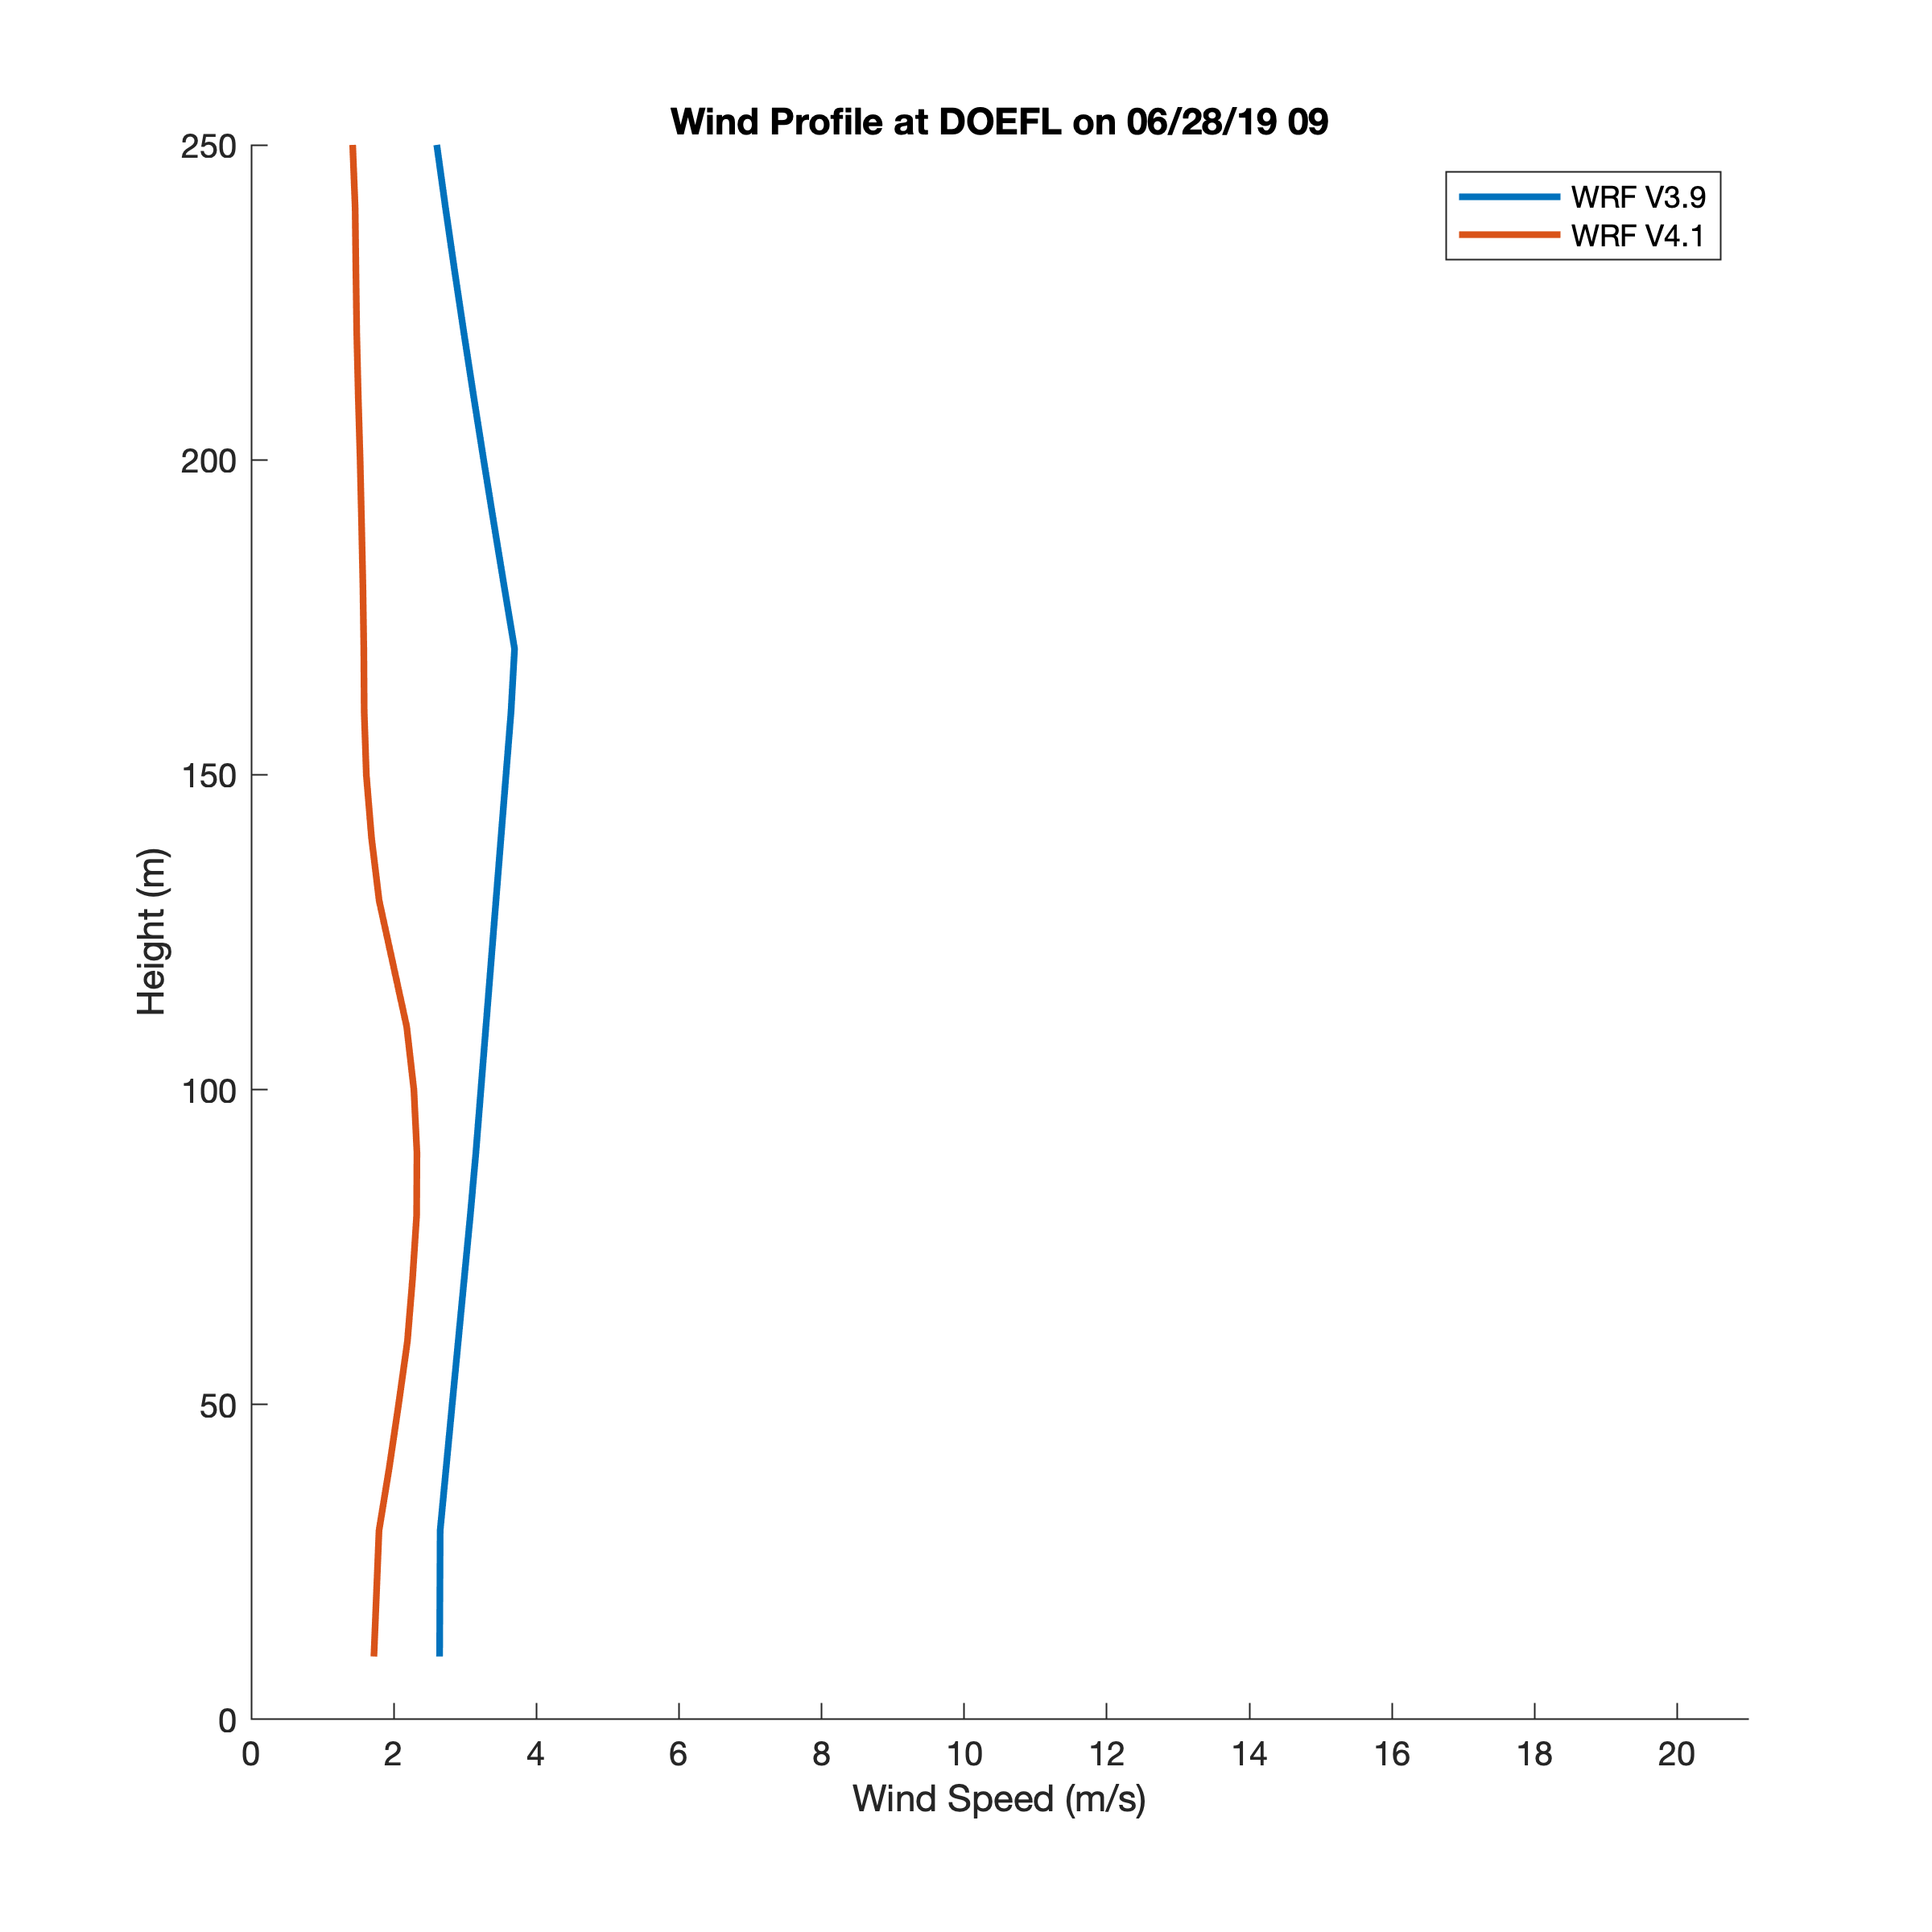 Wind Profile at DOEFL on 06/28/19 09
WRF V3.9
WRF V4.1
250
200
150
100
50
0
Height (m)
0 2 4 6 8 10 12 14 16 18 20
Wind Speed (m/s)